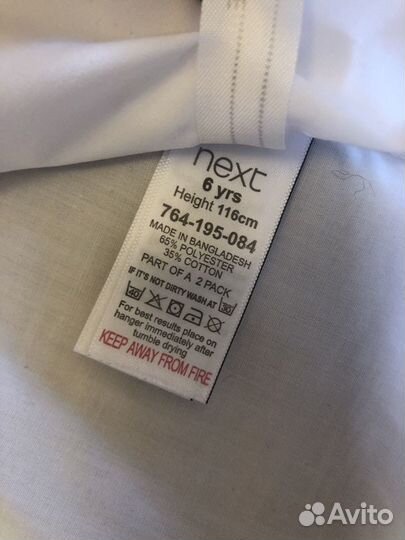 next
6 yrs
Height 116cm
764-195-084
MADE IN BANGLADESH
65% POLYESTER
35% COTTON
PART OF A 2 PACK
IF IT'S NOT DIRTY WASH AT 30
40
For best results place on
hanger immediately after
tumble drying
KEEP AWAY FROM FIRE
Avito